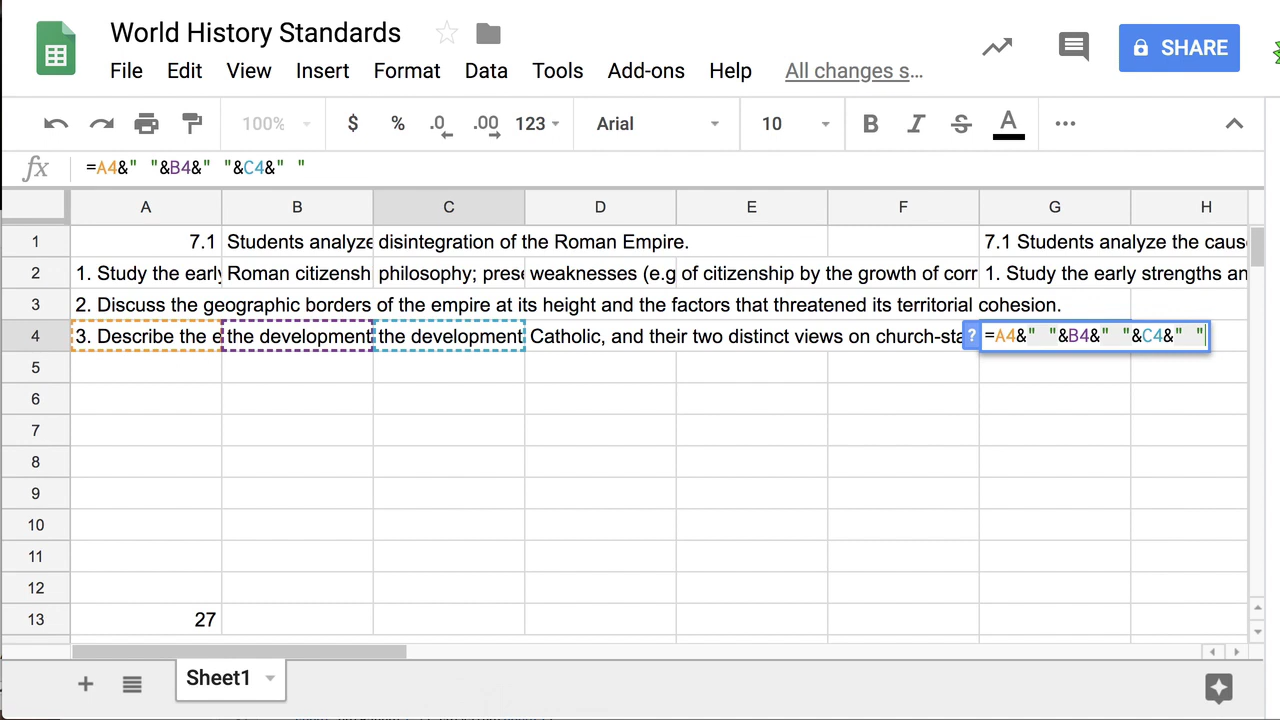 World History Standards
File Edit View Insert Format Data Tools Add-ons Help All changes s…
SHARE
100% $ % .0 .00 123 Arial 10 B I S A
fx =A4&" "&B4&" "&C4&" "
A B C D E F G H
1 7.1 Students analyze disintegration of the Roman Empire. 7.1 Students analyze the caus
2 1. Study the early Roman citizensh philosophy; prese weaknesses (e.g of citizenship by the growth of corr 1. Study the early strengths an
3 2. Discuss the geographic borders of the empire at its height and the factors that threatened its territorial cohesion.
4 3. Describe the e the development the development Catholic, and their two distinct views on church-sta ? =A4&" "&B4&" "&C4&" "
5
6
7
8
9
10
11
12
13 27
Sheet1